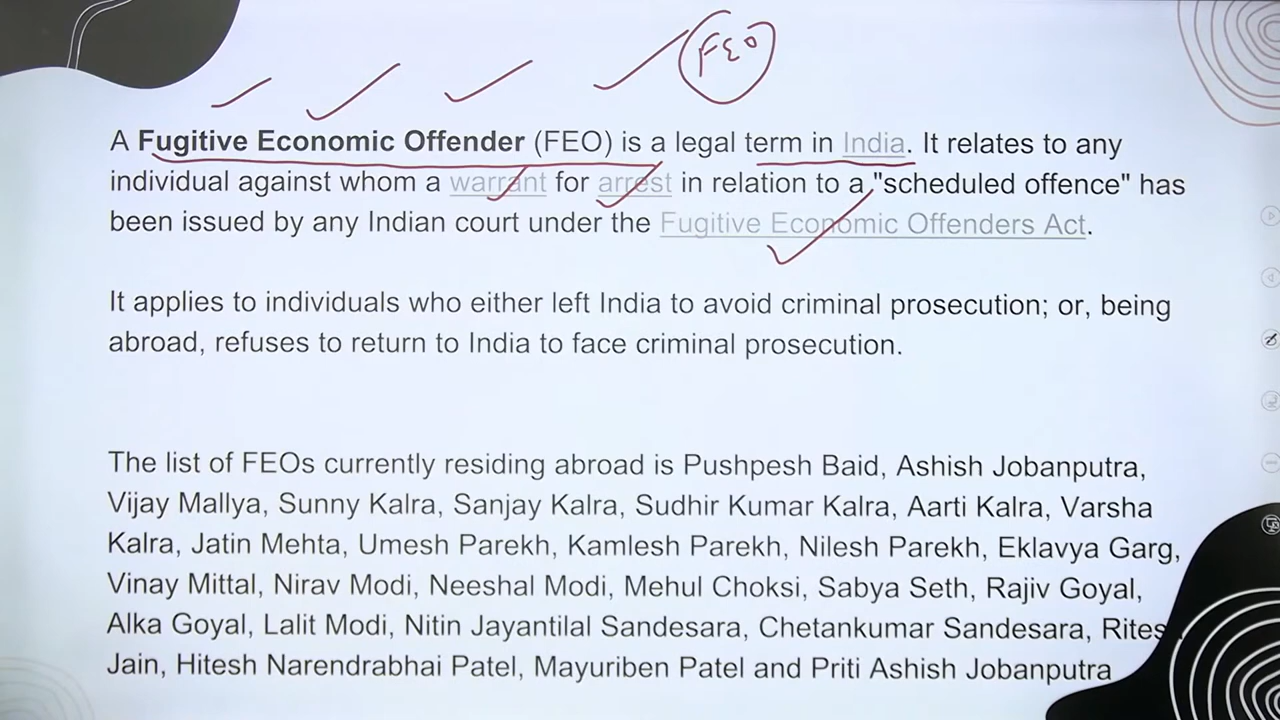 FEO
A Fugitive Economic Offender (FEO) is a legal term in India. It relates to any
individual against whom a warrant for arrest in relation to a "scheduled offence" has
been issued by any Indian court under the Fugitive Economic Offenders Act.
It applies to individuals who either left India to avoid criminal prosecution; or, being
abroad, refuses to return to India to face criminal prosecution.
The list of FEOs currently residing abroad is Pushpesh Baid, Ashish Jobanputra,
Vijay Mallya, Sunny Kalra, Sanjay Kalra, Sudhir Kumar Kalra, Aarti Kalra, Varsha
Kalra, Jatin Mehta, Umesh Parekh, Kamlesh Parekh, Nilesh Parekh, Eklavya Garg,
Vinay Mittal, Nirav Modi, Neeshal Modi, Mehul Choksi, Sabya Seth, Rajiv Goyal,
Alka Goyal, Lalit Modi, Nitin Jayantilal Sandesara, Chetankumar Sandesara, Rites
Jain, Hitesh Narendrabhai Patel, Mayuriben Patel and Priti Ashish Jobanputra